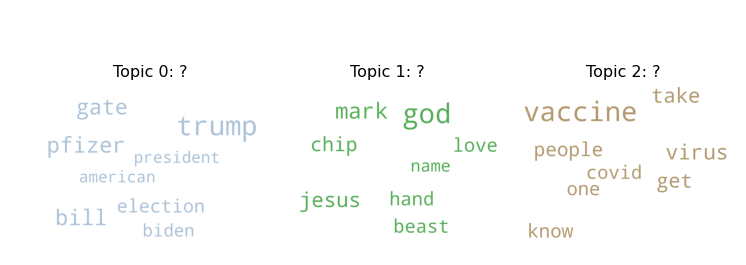 Topic 0: ?
gate
trump
pfizer
president
american
election
bill
biden
Topic 1: ?
mark
god
chip
love
name
jesus
hand
beast
Topic 2: ?
take
vaccine
people
virus
covid
get
one
know